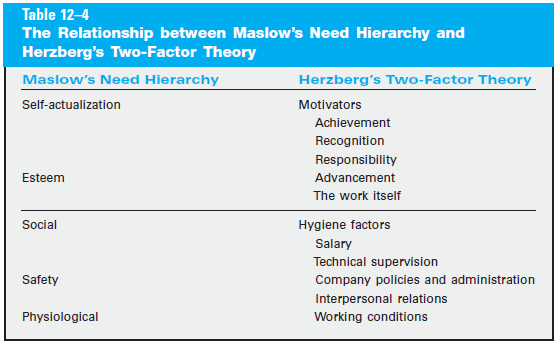 Table 12–4
The Relationship between Maslow's Need Hierarchy and
Herzberg's Two-Factor Theory
Maslow's Need Hierarchy Herzberg's Two-Factor Theory
Self-actualization Motivators
Achievement
Recognition
Responsibility
Esteem Advancement
The work itself
Social Hygiene factors
Salary
Technical supervision
Safety Company policies and administration
Interpersonal relations
Physiological Working conditions